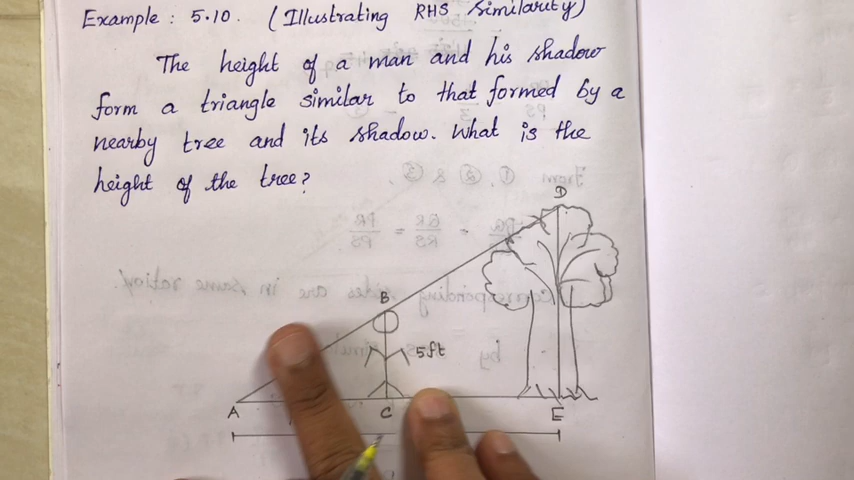 Example : 5.10. (Illustrating RHS Similarity)
The height of a man and his shadow
form a triangle similar to that formed by a
nearby tree and its shadow. What is the
height of the tree?
D
B
5ft
A
C
E